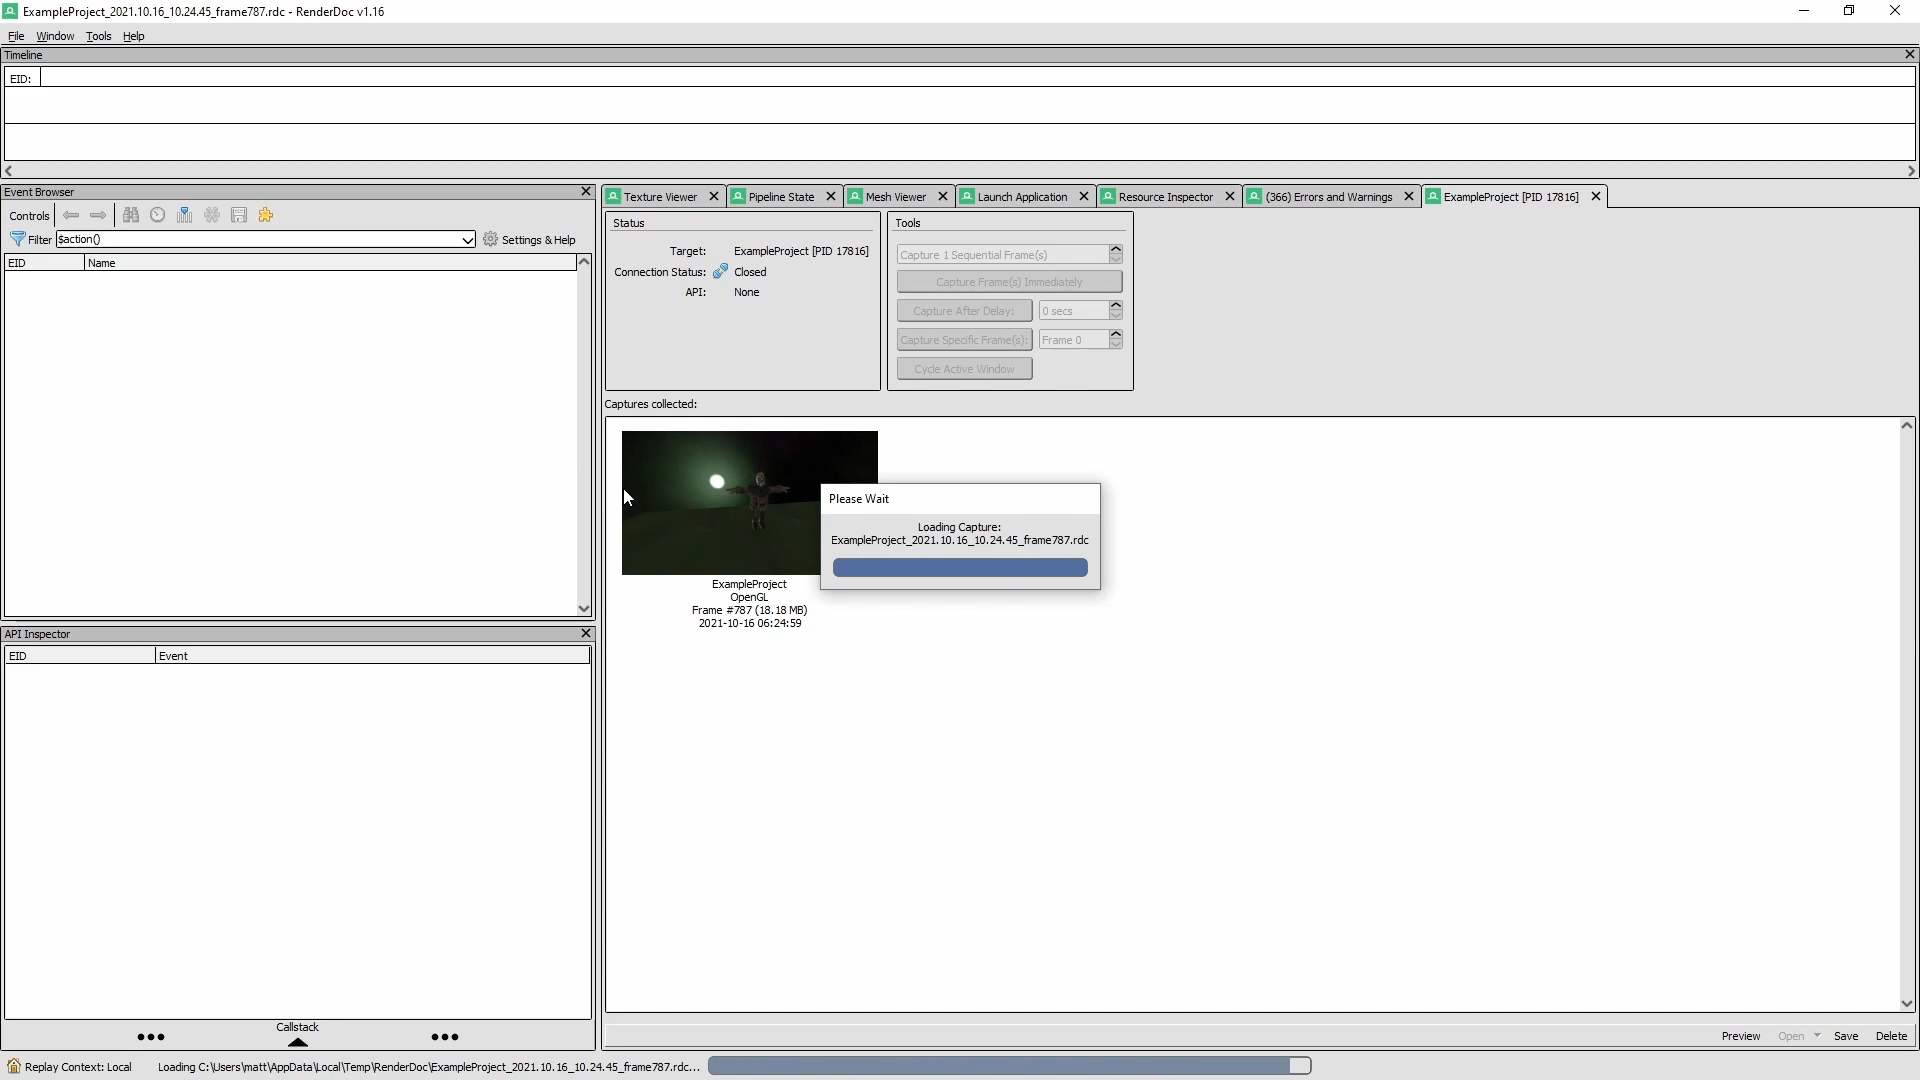 ExampleProject_2021.10.16_10.24.45_frame787.rdc - RenderDoc v1.16
File Window Tools Help
Timeline
EID:
Event Browser
Controls
Filter $action() Settings & Help
EID Name
API Inspector
EID Event
Callstack
Texture Viewer Pipeline State Mesh Viewer Launch Application Resource Inspector (366) Errors and Warnings ExampleProject [PID 17816]
Status
Target: ExampleProject [PID 17816]
Connection Status: Closed
API: None
Tools
Capture 1 Sequential Frame(s)
Capture Frame(s) Immediately
Capture After Delay: 0 secs
Capture Specific Frame(s): Frame 0
Cycle Active Window
Captures collected:
Please Wait
Loading Capture:
ExampleProject_2021.10.16_10.24.45_frame787.rdc
ExampleProject
OpenGL
Frame #787 (18.18 MB)
2021-10-16 06:24:59
Preview Open Save Delete
Replay Context: Local Loading C:\Users\matt\AppData\Local\Temp\RenderDoc\ExampleProject_2021.10.16_10.24.45_frame787.rdc...